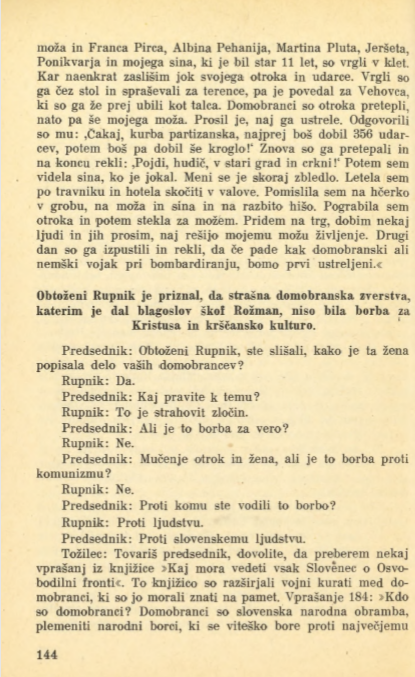 moža in Franca Pirca, Albina Pehanija, Martina Pluta, Jeršeta,
Ponikvarja in mojega sina, ki je bil star 11 let, so vrgli v klet.
Kar naenkrat zaslišim jok svojega otroka in udarce. Vrgli so
ga čez stol in spraševali za terence, pa je povedal za Vehovca,
ki so ga že prej ubili kot talca. Domobranci so otroka pretepli,
nato pa še mojega moža. Prosil je, naj ga ustrele. Odgovorili
so mu: ‚Čakaj, kurba partizanska, najprej boš dobil 356 udar-
cev, potem boš pa dobil še kroglo!‘ Znova so ga pretepali in
na koncu rekli: ‚Pojdi, hudič, v stari grad in crkni!‘ Potem sem
videla sina, ko je jokal. Meni se je skoraj zbledlo. Letela sem
po travniku in hotela skočiti v valove. Pomislila sem na hčerko
v grobu, na moža in sina in na razbito hišo. Pograbila sem
otroka in potem stekla za možem. Pridem na trg, dobim nekaj
ljudi in jih prosim, naj rešijo mojemu možu življenje. Drugi
dan so ga izpustili in rekli, da če pade kak domobranski ali
nemški vojak pri bombardiranju, bomo prvi ustreljeni.«
Obtoženi Rupnik je priznal, da strašna domobranska zverstva,
katerim je dal blagoslov škof Rožman, niso bila borba za
Kristusa in krščansko kulturo.
Predsednik: Obtoženi Rupnik, ste slišali, kako je ta žena
popisala delo vaših domobrancev?
Rupnik: Da.
Predsednik: Kaj pravite k temu?
Rupnik: To je strahovit zločin.
Predsednik: Ali je to borba za vero?
Rupnik: Ne.
Predsednik: Mučenje otrok in žena, ali je to borba proti
komunizmu?
Rupnik: Ne.
Predsednik: Proti komu ste vodili to borbo?
Rupnik: Proti ljudstvu.
Predsednik: Proti slovenskemu ljudstvu.
Tožilec: Tovariš predsednik, dovolite, da preberem nekaj
vprašanj iz knjižice »Kaj mora vedeti vsak Slovenec o Osvo-
bodilni fronti«. To knjižico so razširjali vojni kurati med do-
mobranci, ki so jo morali znati na pamet. Vprašanje 184: »Kdo
so domobranci? Domobranci so slovenska narodna obramba,
plemeniti narodni borci, ki se viteško bore proti največjemu
144